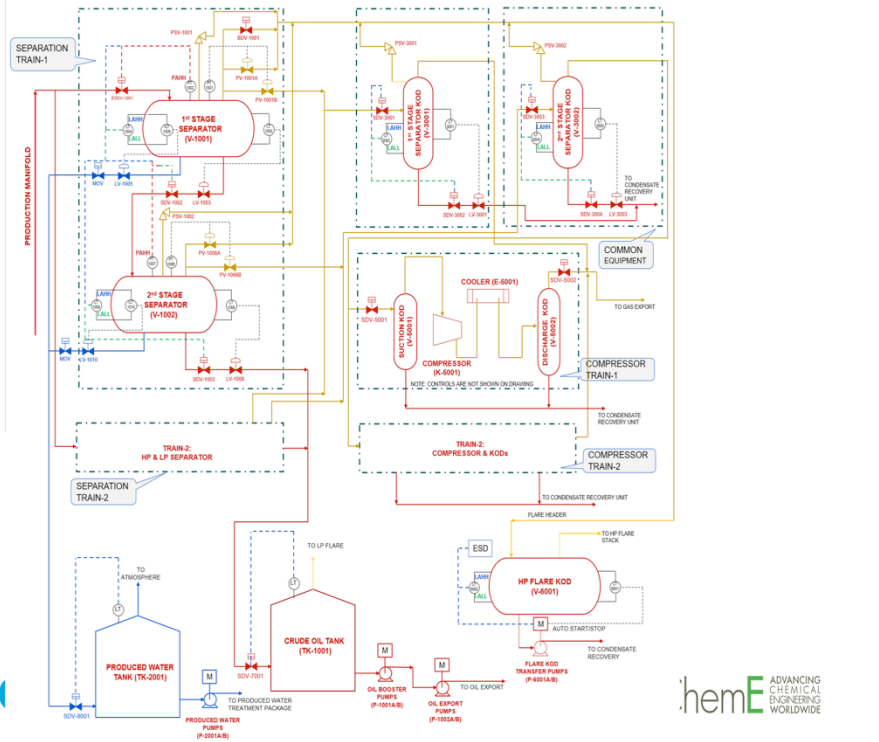 SEPARATION
TRAIN-1
PRODUCTION MANIFOLD
ESDV-1001
PAHH
PSV-1001
SDV-1001
PV-1001A
PV-1001B
1st STAGE
SEPARATOR
(V-1001)
LAHH
LALL
MOV
LV-1005
SDV-1002
LV-1003
PSV-1002
PAHH
PV-1006A
PV-1006B
2nd STAGE
SEPARATOR
(V-1002)
LAHH
LALL
MOV
LV-1010
SDV-1003
LV-1008
TRAIN-2:
HP & LP SEPARATOR
SEPARATION
TRAIN-2
PSV-3001
SDV-3001
LAHH
LALL
1st STAGE
SEPARATOR KOD
(V-3001)
SDV-3002
LV-3001
PSV-3002
SDV-3003
LAHH
LALL
2nd STAGE
SEPARATOR KOD
(V-3002)
SDV-3004
LV-3003
TO
CONDENSATE
RECOVERY
UNIT
COMMON
EQUIPMENT
SDV-5001
SUCTION KOD
(V-5001)
COMPRESSOR
(K-5001)
COOLER (E-5001)
DISCHARGE KOD
(V-5002)
SDV-5002
TO GAS EXPORT
NOTE: CONTROLS ARE NOT SHOWN ON DRAWING
COMPRESSOR
TRAIN-1
TO CONDENSATE
RECOVERY UNIT
TRAIN-2:
COMPRESSOR & KODs
COMPRESSOR
TRAIN-2
TO CONDENSATE RECOVERY UNIT
FLARE HEADER
TO HP FLARE
STACK
ESD
LAHH
LALL
HP FLARE KOD
(V-6001)
M
AUTO START/STOP
TO CONDENSATE
RECOVERY
FLARE KOD
TRANSFER PUMPS
(P-6001A/B)
TO
ATMOSPHERE
LT
PRODUCED WATER
TANK (TK-2001)
SDV-8001
M
TO PRODUCED WATER
TREATMENT PACKAGE
PRODUCED WATER
PUMPS
(P-2001A/B)
TO LP FLARE
LT
CRUDE OIL TANK
(TK-1001)
SDV-7001
M
OIL BOOSTER
PUMPS
(P-1001A/B)
M
TO OIL EXPORT
OIL EXPORT
PUMPS
(P-1002A/B)
hemE
ADVANCING
CHEMICAL
ENGINEERING
WORLDWIDE